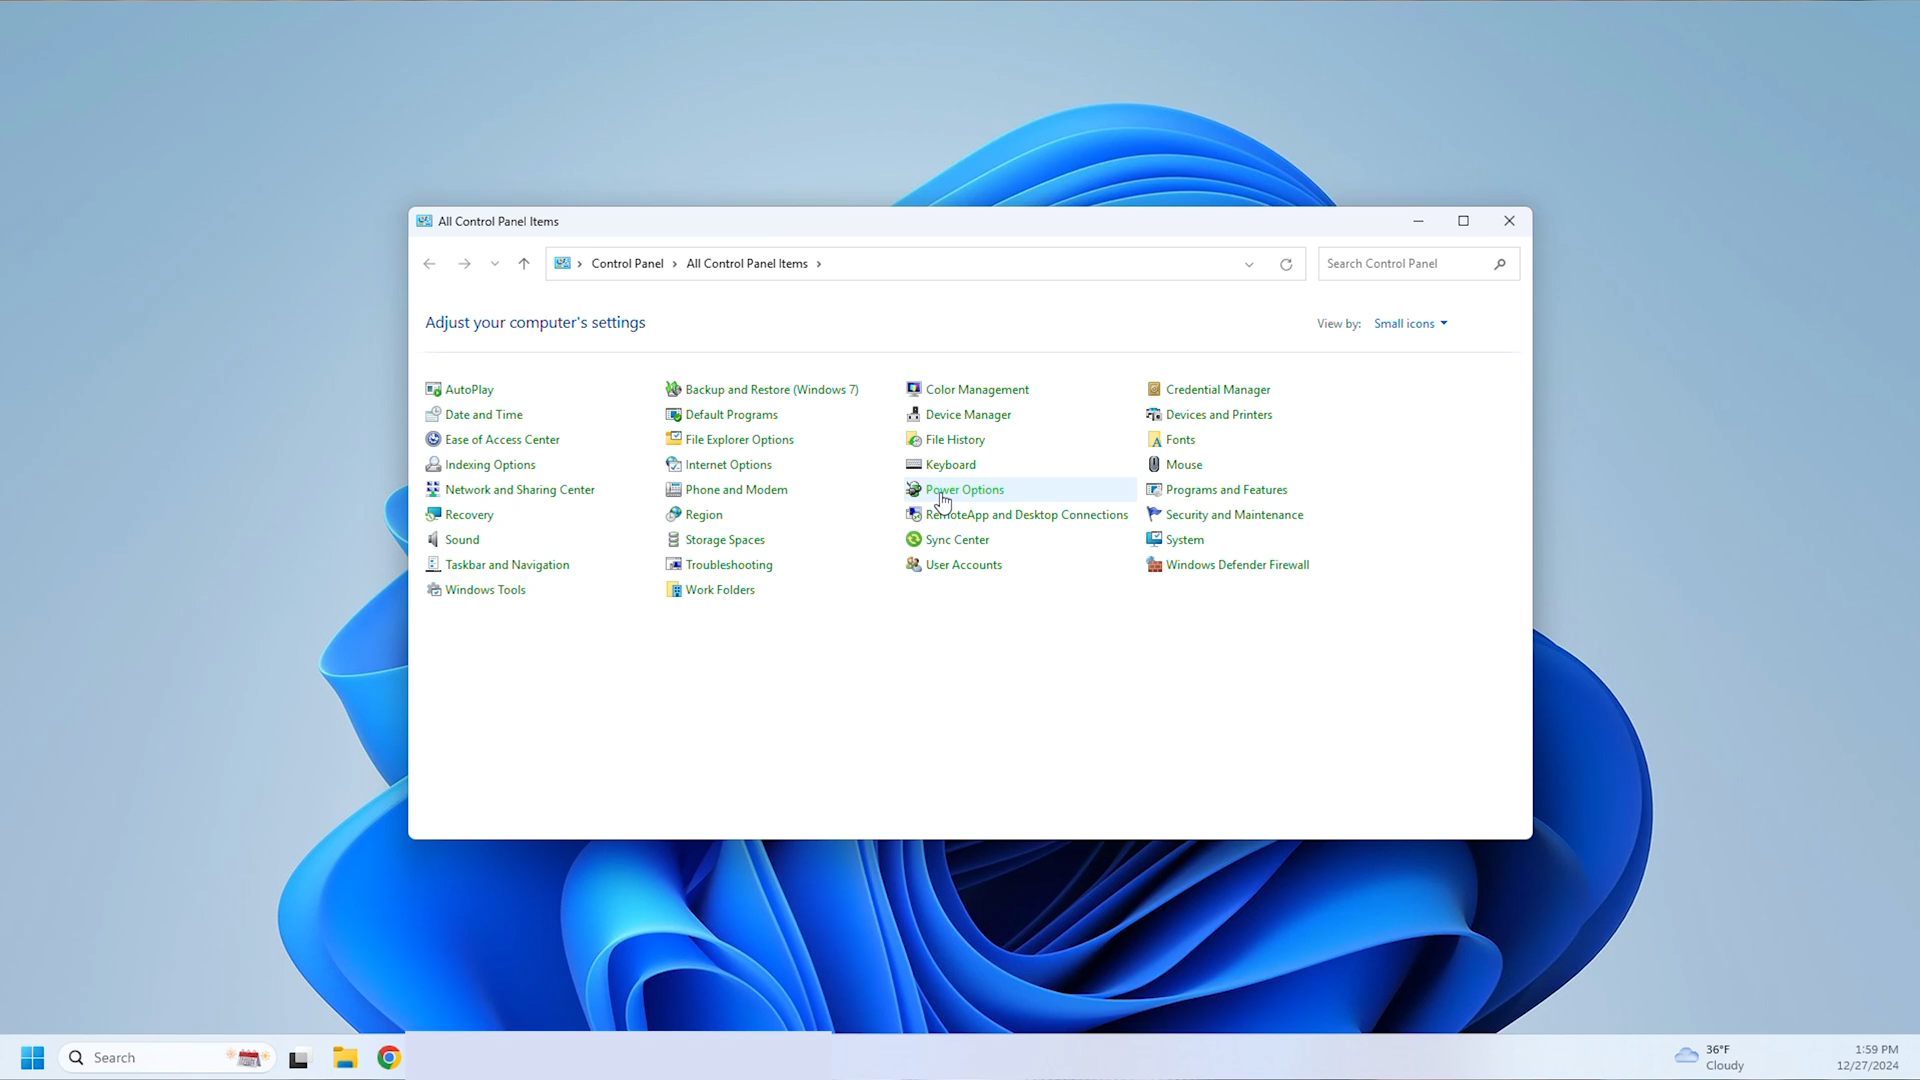 All Control Panel Items
Control Panel All Control Panel Items
Search Control Panel
Adjust your computer's settings
View by: Small icons
AutoPlay Backup and Restore (Windows 7) Color Management Credential Manager
Date and Time Default Programs Device Manager Devices and Printers
Ease of Access Center File Explorer Options File History Fonts
Indexing Options Internet Options Keyboard Mouse
Network and Sharing Center Phone and Modem Power Options Programs and Features
Recovery Region RemoteApp and Desktop Connections Security and Maintenance
Sound Storage Spaces Sync Center System
Taskbar and Navigation Troubleshooting User Accounts Windows Defender Firewall
Windows Tools Work Folders
Search
36°F
Cloudy
1:59 PM
12/27/2024